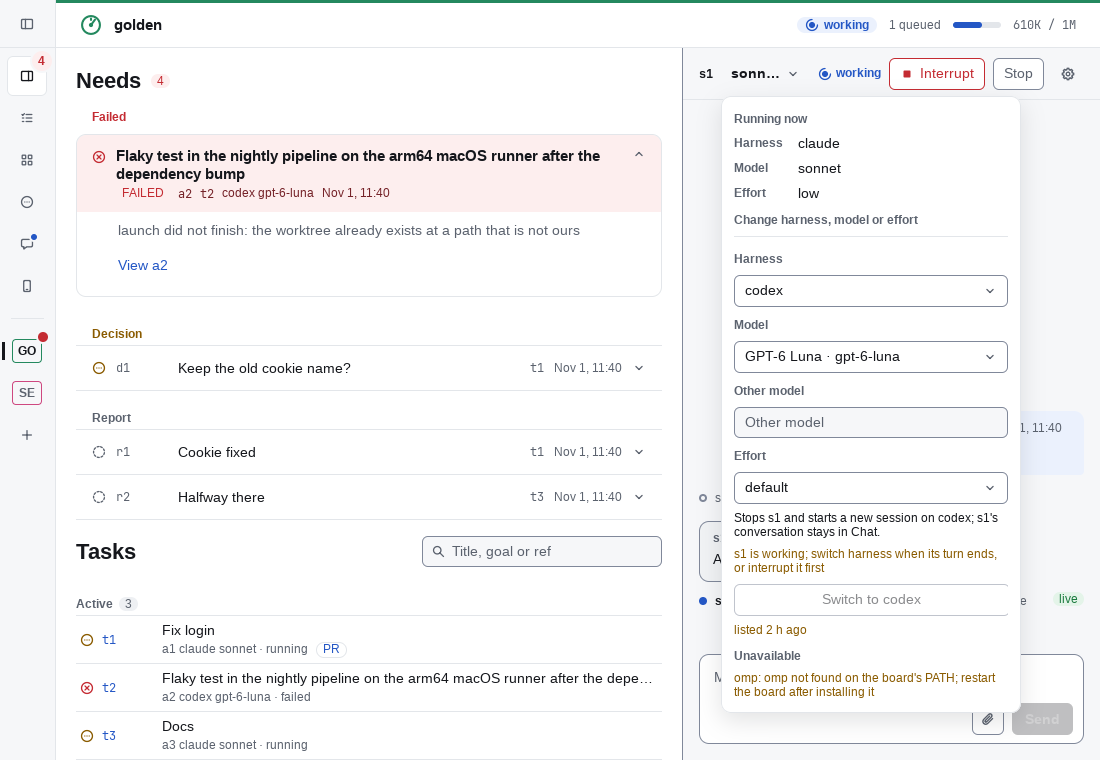 golden
working
1 queued
610K / 1M
4
Needs 4
Failed
Flaky test in the nightly pipeline on the arm64 macOS runner after the
dependency bump
FAILED a2 t2 codex gpt-6-luna Nov 1, 11:40
launch did not finish: the worktree already exists at a path that is not ours
View a2
Decision
d1 Keep the old cookie name? t1 Nov 1, 11:40
Report
r1 Cookie fixed t1 Nov 1, 11:40
r2 Halfway there t3 Nov 1, 11:40
Tasks
Title, goal or ref
Active 3
t1 Fix login
a1 claude sonnet · running PR
t2 Flaky test in the nightly pipeline on the arm64 macOS runner after the depe…
a2 codex gpt-6-luna · failed
t3 Docs
a3 claude sonnet · running
GO
SE
s1 sonn… working Interrupt Stop
Running now
Harness claude
Model sonnet
Effort low
Change harness, model or effort
Harness
codex
Model
GPT-6 Luna · gpt-6-luna
Other model
Other model
Effort
default
Stops s1 and starts a new session on codex; s1's
conversation stays in Chat.
s1 is working; switch harness when its turn ends,
or interrupt it first
Switch to codex
listed 2 h ago
Unavailable
omp: omp not found on the board's PATH; restart
the board after installing it
1, 11:40
live
Send